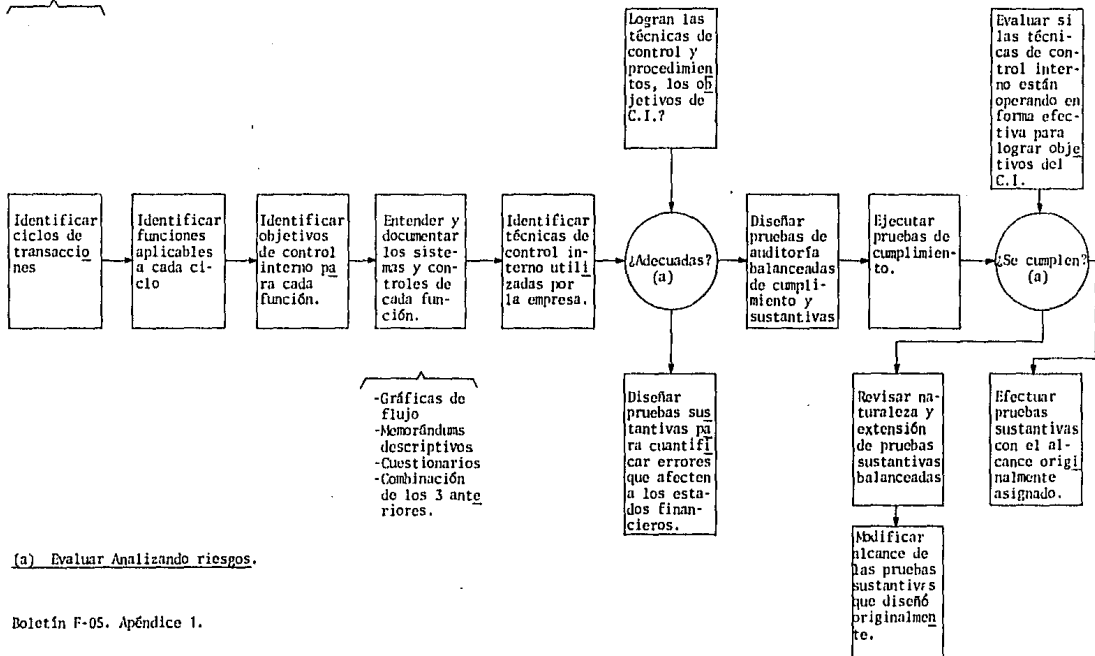 Logran las
técnicas de
control y
procedimien
tos, los ob
jetivos de
C.I.?
Evaluar si
las técni-
cas de con-
trol inter-
no están
operando en
forma efec-
tiva para
lograr obje
tivos del
C.I.
Identificar
ciclos de
transaccio
nes
Identificar
funciones
aplicables
a cada ci-
clo
Identificar
objetivos
de control
interno pa
ra cada
función.
Entender y
documentar
los siste-
mas y con-
troles de
cada fun-
ción.
Identificar
técnicas de
control in-
terno utili
zadas por
la empresa.
¿Adecuadas?
(a)
Diseñar
pruebas de
auditoría
balanceadas
de cumpli-
miento y
sustantivas
Ejecutar
pruebas de
cumplimien-
to.
¿Se cumplen?
(a)
-Gráficas de
flujo
-Memorándums
descriptivos
-Cuestionarios
-Combinación
de los 3 ante
riores.
Diseñar
pruebas sus
tantivas pa
ra cuantifi
car errores
que afecten
a los esta-
dos finan-
cieros.
Revisar na-
turaleza y
extensión
de pruebas
sustantivas
balanceadas
Efectuar
pruebas
sustantivas
con el al-
cance origi
nalmente
asignado.
Modificar
alcance de
las pruebas
sustantivas
que diseñó
originalmen
te.
(a) Evaluar Analizando riesgos.
Boletín F-05. Apéndice 1.